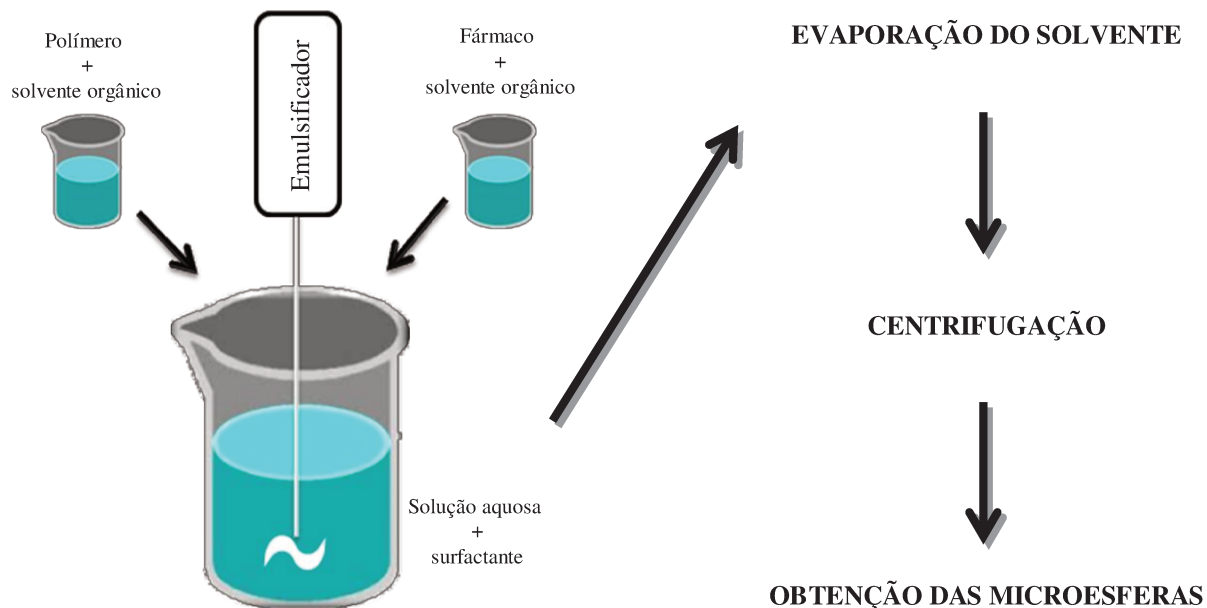 Polímero
+
solvente orgânico
Emulsificador
Fármaco
+
solvente orgânico
Solução aquosa
+
surfactante
EVAPORAÇÃO DO SOLVENTE
CENTRIFUGAÇÃO
OBTENÇÃO DAS MICROESFERAS